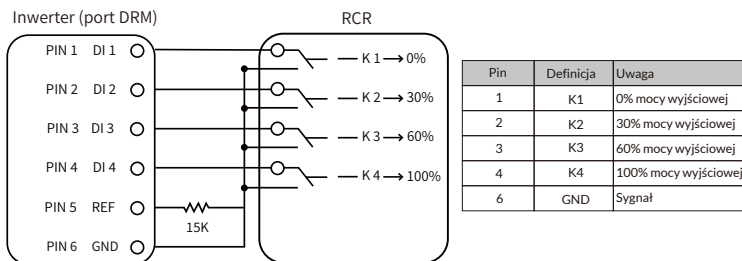 Inwerter (port DRM)
RCR
PIN 1 DI 1
PIN 2 DI 2
PIN 3 DI 3
PIN 4 DI 4
PIN 5 REF
PIN 6 GND
15K
K 1 → 0%
K 2 → 30%
K 3 → 60%
K 4 → 100%
Pin Definicja Uwaga
1 K1 0% mocy wyjściowej
2 K2 30% mocy wyjściowej
3 K3 60% mocy wyjściowej
4 K4 100% mocy wyjściowej
6 GND Sygnał